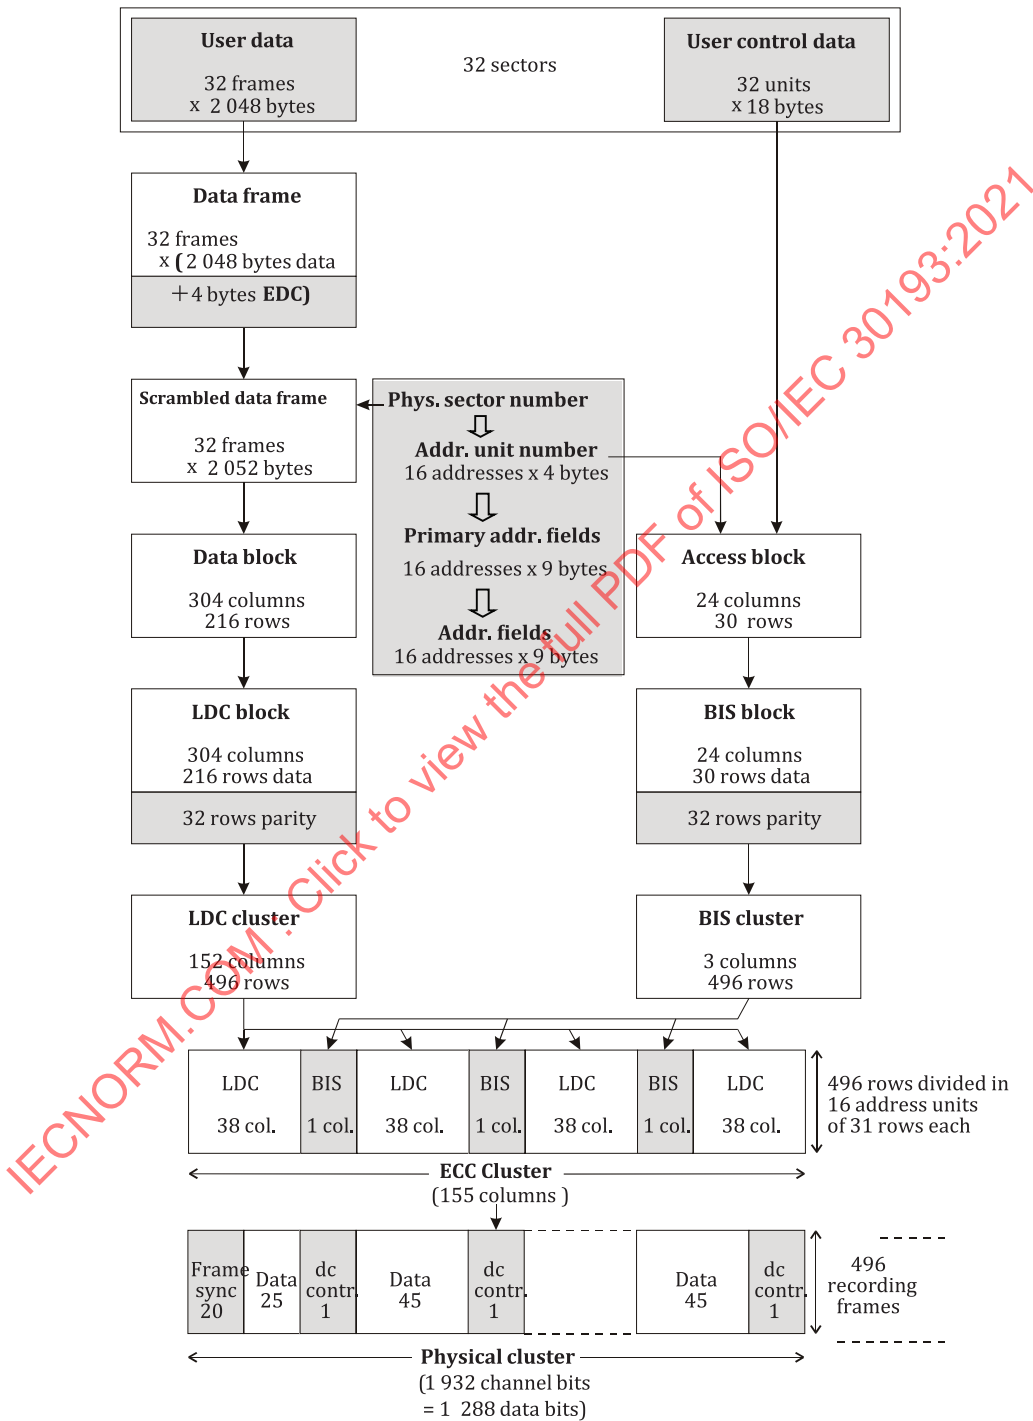 User data
32 frames
x 2 048 bytes
32 sectors
User control data
32 units
x 18 bytes
Data frame
32 frames
x ( 2 048 bytes data
+ 4 bytes EDC)
Scrambled data frame
32 frames
x 2 052 bytes
Phys. sector number
Addr. unit number
16 addresses x 4 bytes
Primary addr. fields
16 addresses x 9 bytes
Addr. fields
16 addresses x 9 bytes
Data block
304 columns
216 rows
Access block
24 columns
30 rows
LDC block
304 columns
216 rows data
32 rows parity
BIS block
24 columns
30 rows data
32 rows parity
LDC cluster
152 columns
496 rows
BIS cluster
3 columns
496 rows
LDC BIS LDC BIS LDC BIS LDC
38 col. 1 col. 38 col. 1 col. 38 col. 1 col. 38 col.
496 rows divided in
16 address units
of 31 rows each
ECC Cluster
(155 columns )
Frame
sync
20
Data
25
dc
contr.
1
Data
45
dc
contr.
1
Data
45
dc
contr.
1
496
recording
frames
Physical cluster
(1 932 channel bits
= 1 288 data bits)
IECNORM.COM : Click to view the full PDF of ISO/IEC 30193:2021